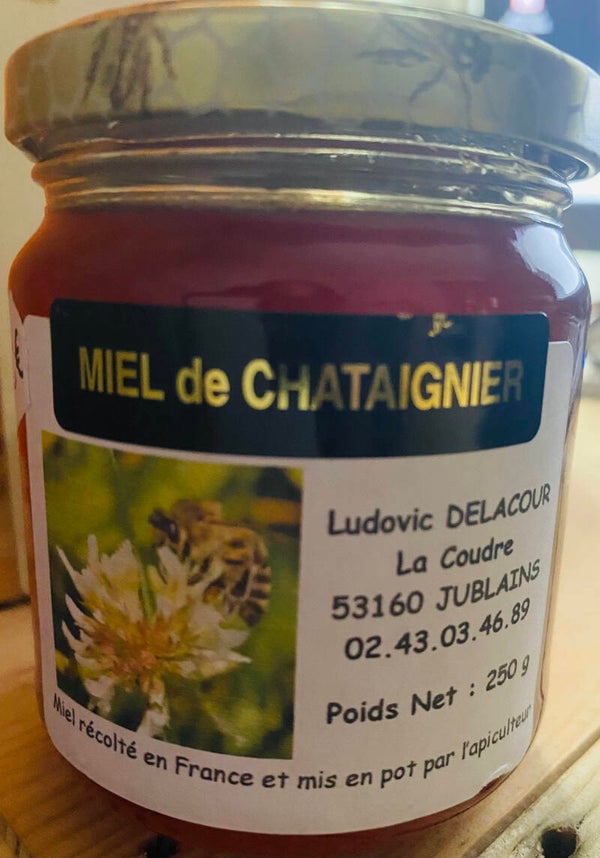 MIEL de CHATAIGNIER
Ludovic DELACOUR
La Coudre
53160 JUBLAINS
02.43.03.46.89
Poids Net : 250 g
Miel récolté en France et mis en pot par l'apiculteur